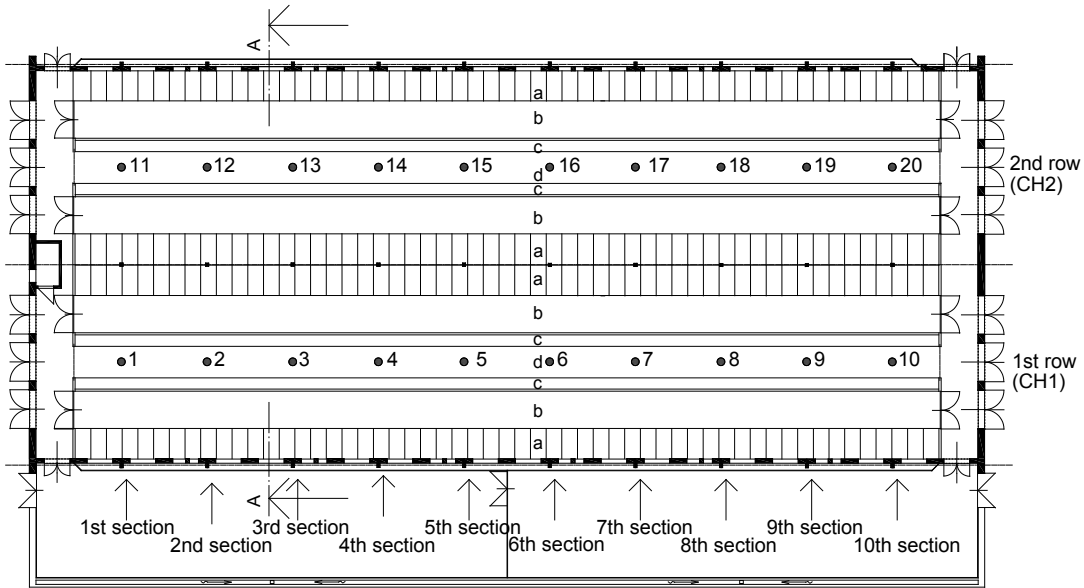 A
a
b
c
11 12 13 14 15 16 17 18 19 20
d
c
2nd row
(CH2)
b
a
a
b
c
1 2 3 4 5 6 7 8 9 10
d
c
1st row
(CH1)
b
a
A
1st section 3rd section 5th section 7th section 9th section
2nd section 4th section 6th section 8th section 10th section